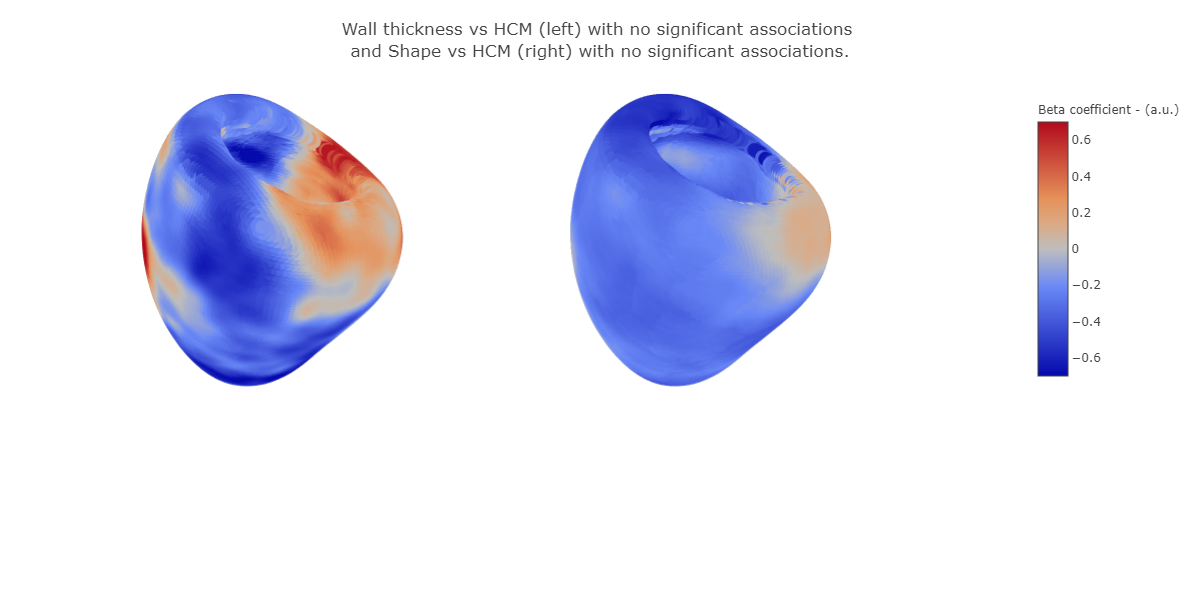 Wall thickness vs HCM (left) with no significant associations
and Shape vs HCM (right) with no significant associations.
Beta coefficient - (a.u.)
0.6
0.4
0.2
0
−0.2
−0.4
−0.6